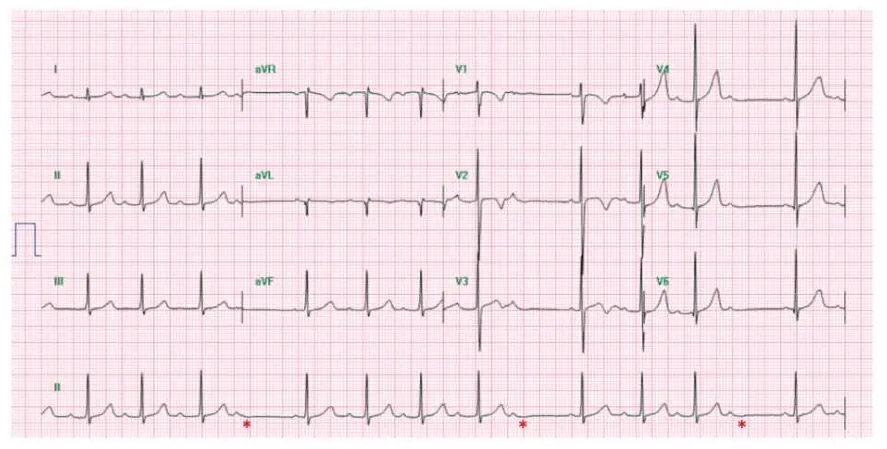 I aVR V1 V4
II aVL V2 V5
III aVF V3 V6
II
* * *